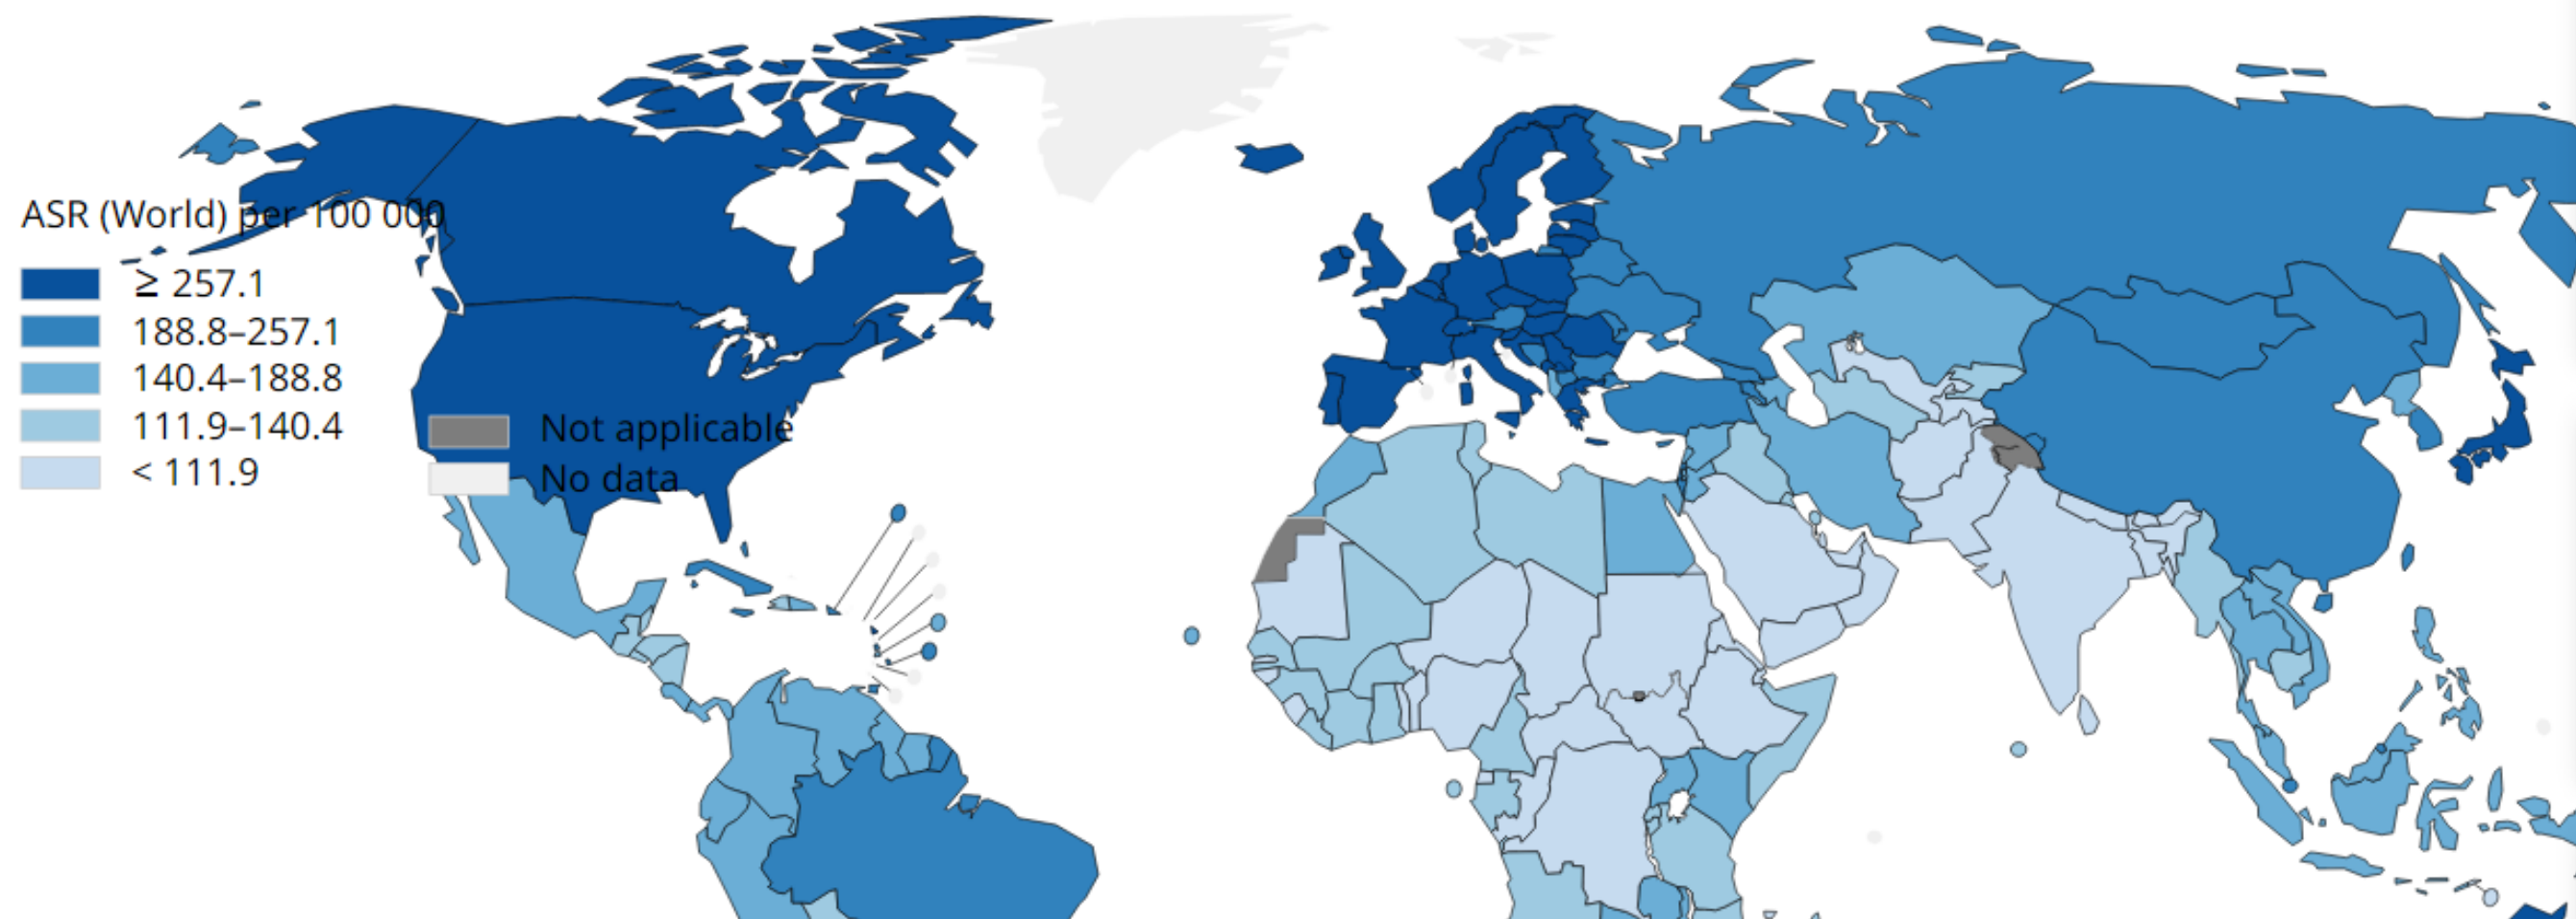 ASR (World) per 100 000
≥ 257.1
188.8–257.1
140.4–188.8
111.9–140.4
< 111.9
Not applicable
No data